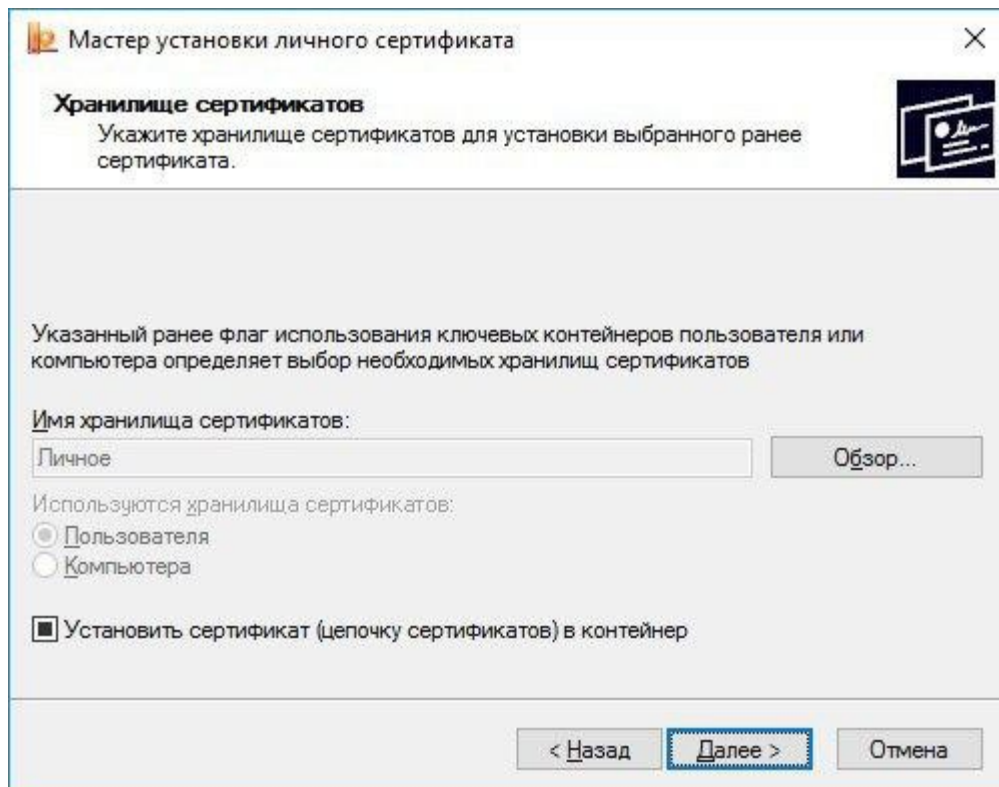 Мастер установки личного сертификата
Хранилище сертификатов
Укажите хранилище сертификатов для установки выбранного ранее
сертификата.
Указанный ранее флаг использования ключевых контейнеров пользователя или
компьютера определяет выбор необходимых хранилищ сертификатов
Имя хранилища сертификатов:
Личное
Обзор...
Используются хранилища сертификатов:
Пользователя
Компьютера
Установить сертификат (цепочку сертификатов) в контейнер
< Назад
Далее >
Отмена